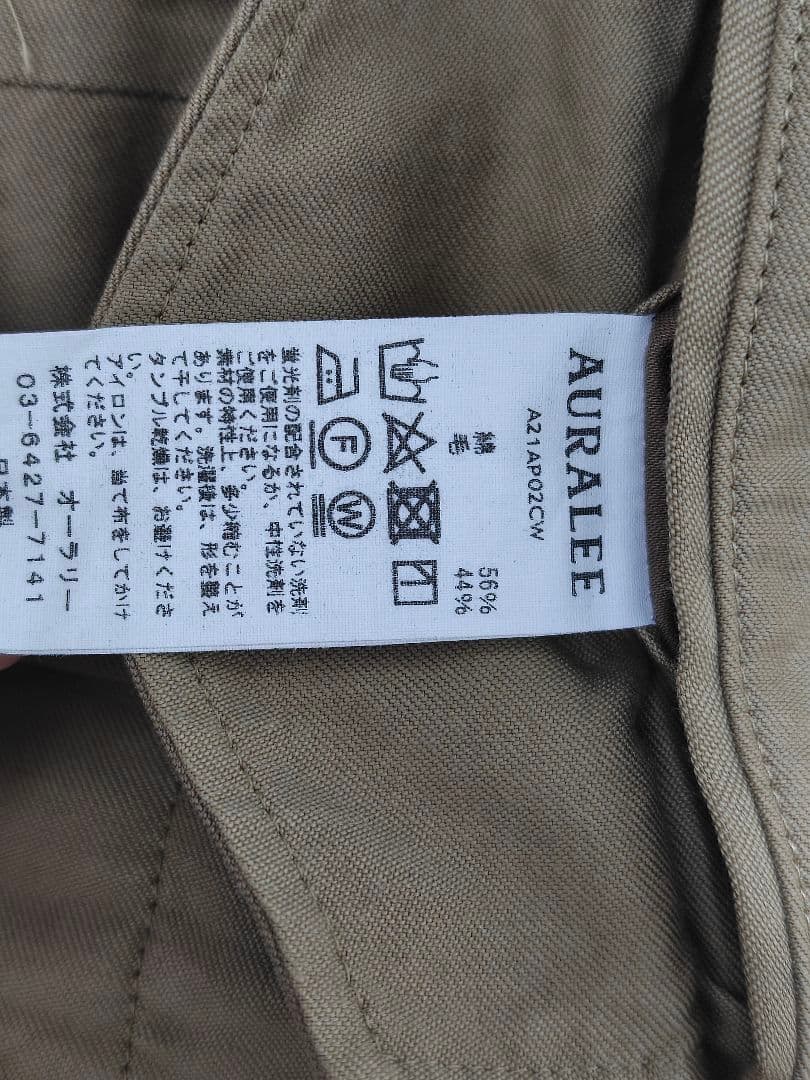 AURALEE
AZ1AP02CW
綿 56%
毛 44%
F
W
蛍光剤の配合されていない洗剤
をご使用になるか、中性洗剤を
ご使用ください。
素材の特性上、多少縮むことが
あります。洗濯後は、形を整え
て干してください。
タンブル乾燥は、お避けくださ
い。
アイロンは、当て布をしてかけ
てください。
株式会社 オーラリー
03-6427-7141
日本製